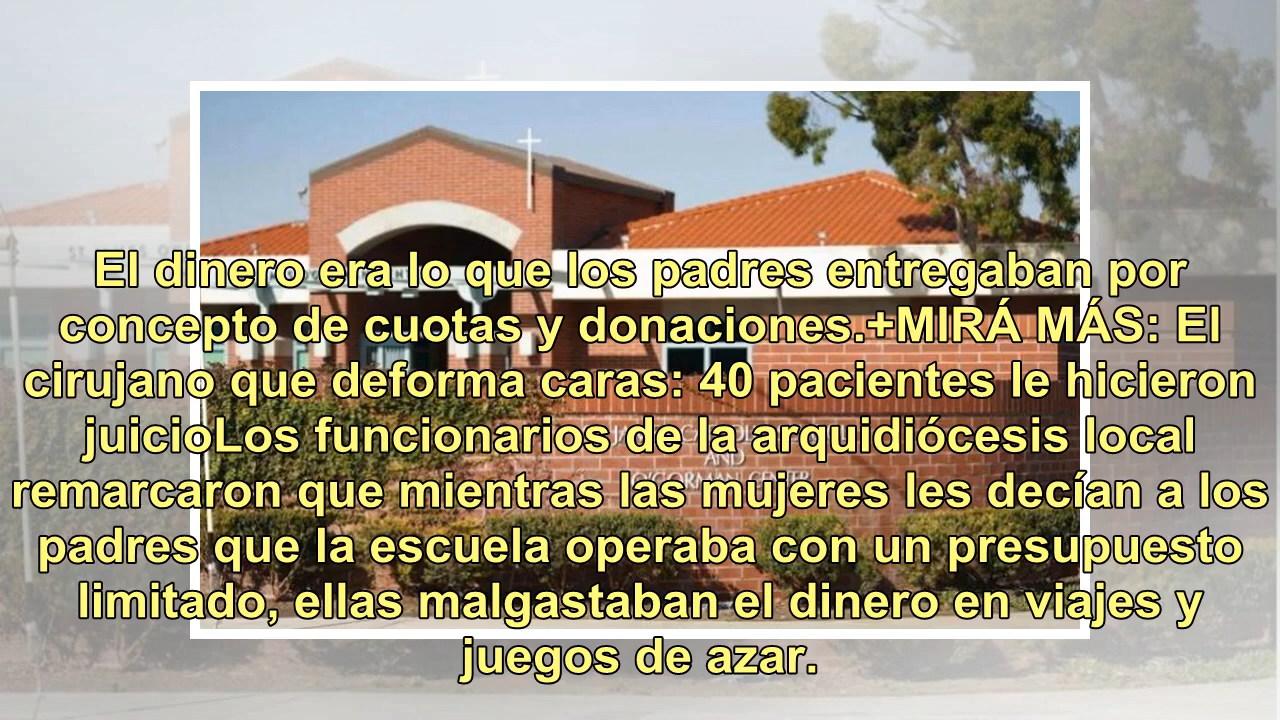 El dinero era lo que los padres entregaban por
concepto de cuotas y donaciones.+MIRÁ MÁS: El
cirujano que deforma caras: 40 pacientes le hicieron
juicioLos funcionarios de la arquidiócesis local
remarcaron que mientras las mujeres les decían a los
padres que la escuela operaba con un presupuesto
limitado, ellas malgastaban el dinero en viajes y
juegos de azar.
AND